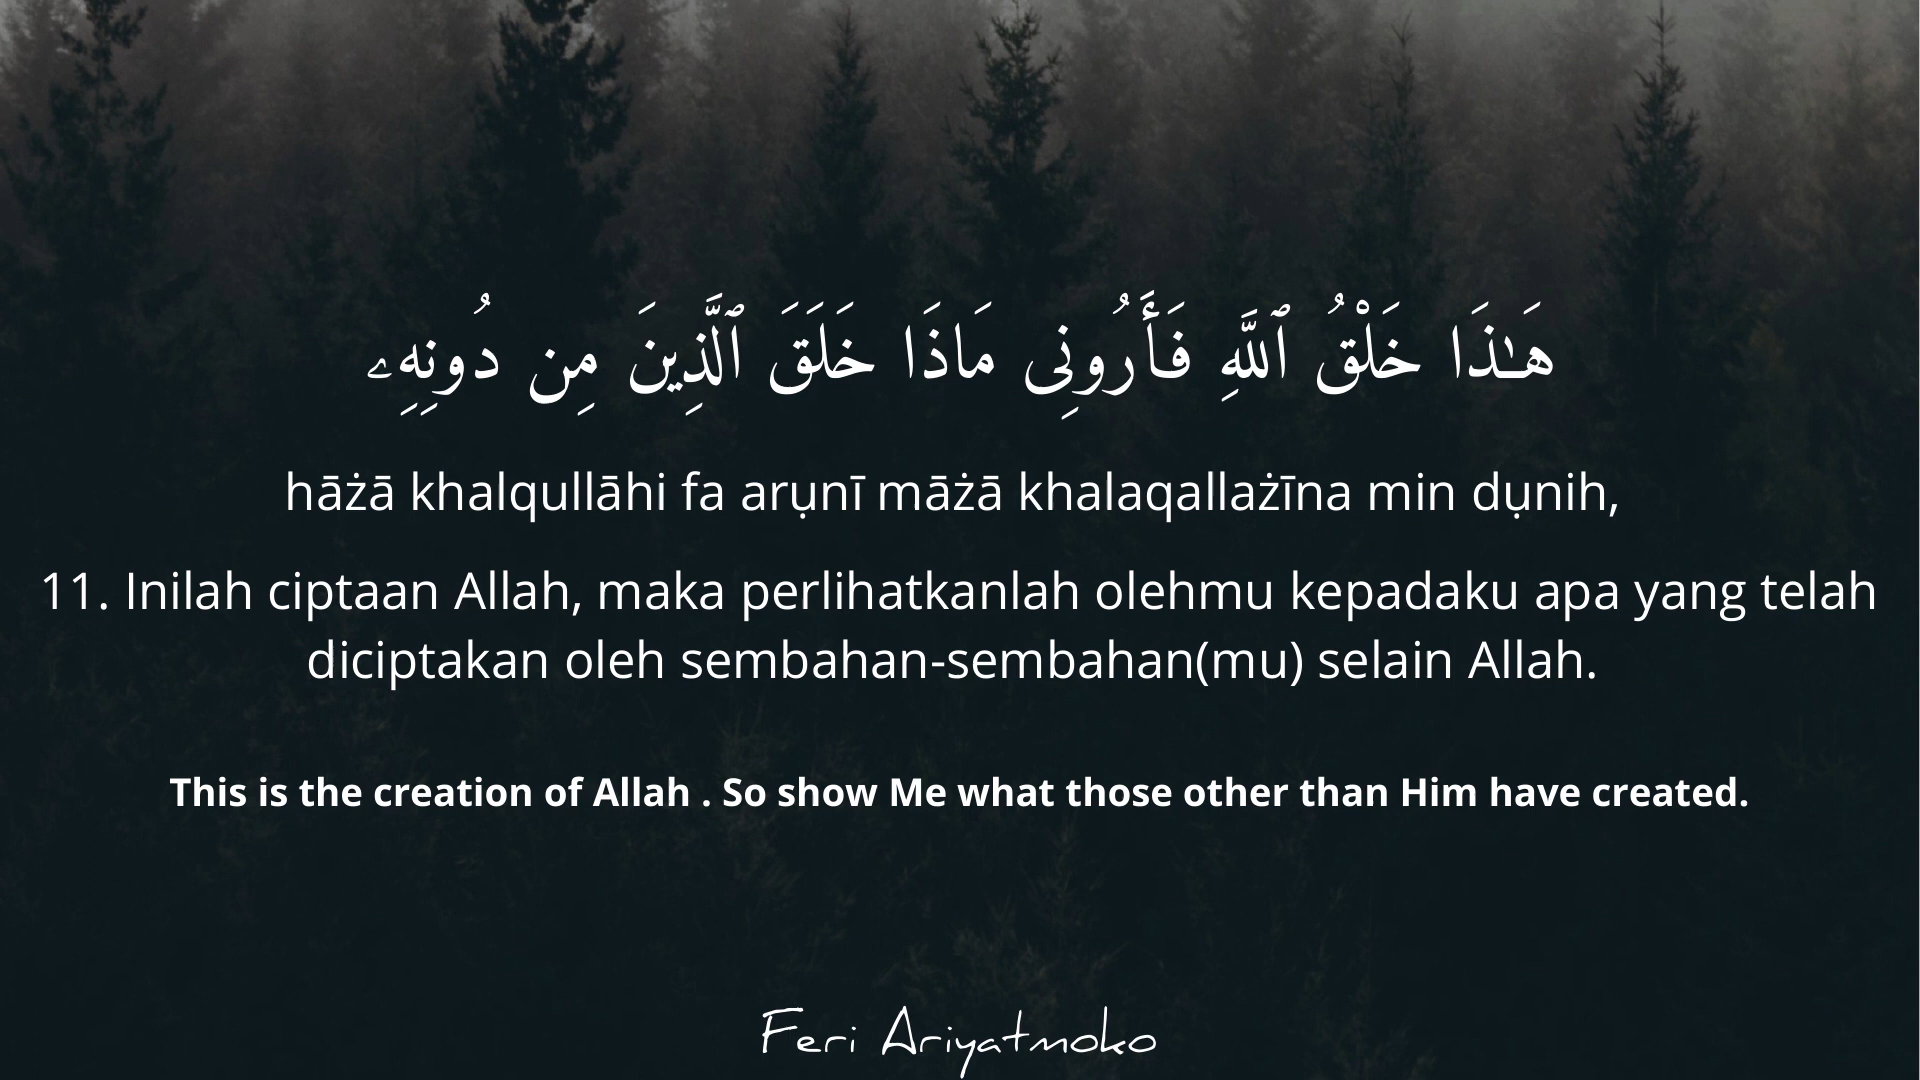 هَـٰذَا خَلْقُ ٱللَّهِ فَأَرُونِى مَاذَا خَلَقَ ٱلَّذِينَ مِن دُونِهِۦ
hāżā khalqullāhi fa arụnī māżā khalaqallażīna min dụnih,
11. Inilah ciptaan Allah, maka perlihatkanlah olehmu kepadaku apa yang telah
diciptakan oleh sembahan-sembahan(mu) selain Allah.
This is the creation of Allah . So show Me what those other than Him have created.
Feri Ariyatmoko